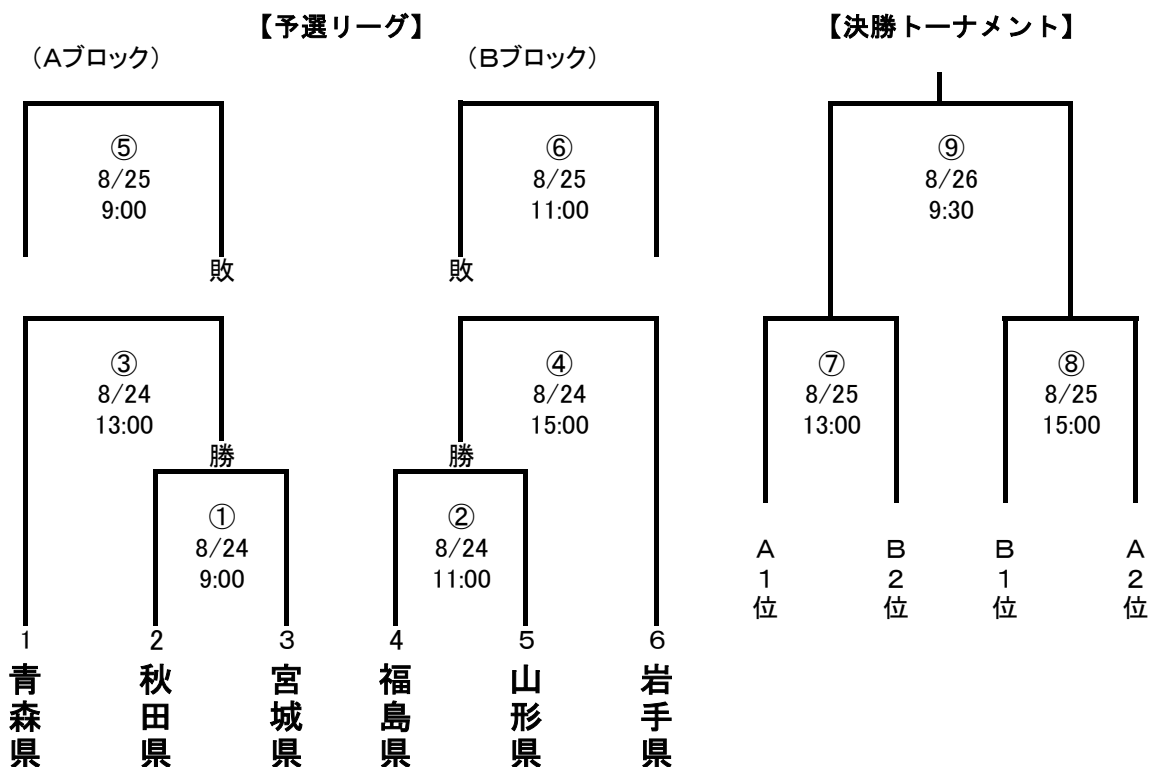 【予選リーグ】
【決勝トーナメント】
（Aブロック）
（Bブロック）
⑤
8/25
9:00
敗
⑥
8/25
11:00
敗
③
8/24
13:00
勝
④
8/24
15:00
勝
①
8/24
9:00
②
8/24
11:00
1
青森県
2
秋田県
3
宮城県
4
福島県
5
山形県
6
岩手県
⑨
8/26
9:30
⑦
8/25
13:00
⑧
8/25
15:00
A1位
B2位
B1位
A2位